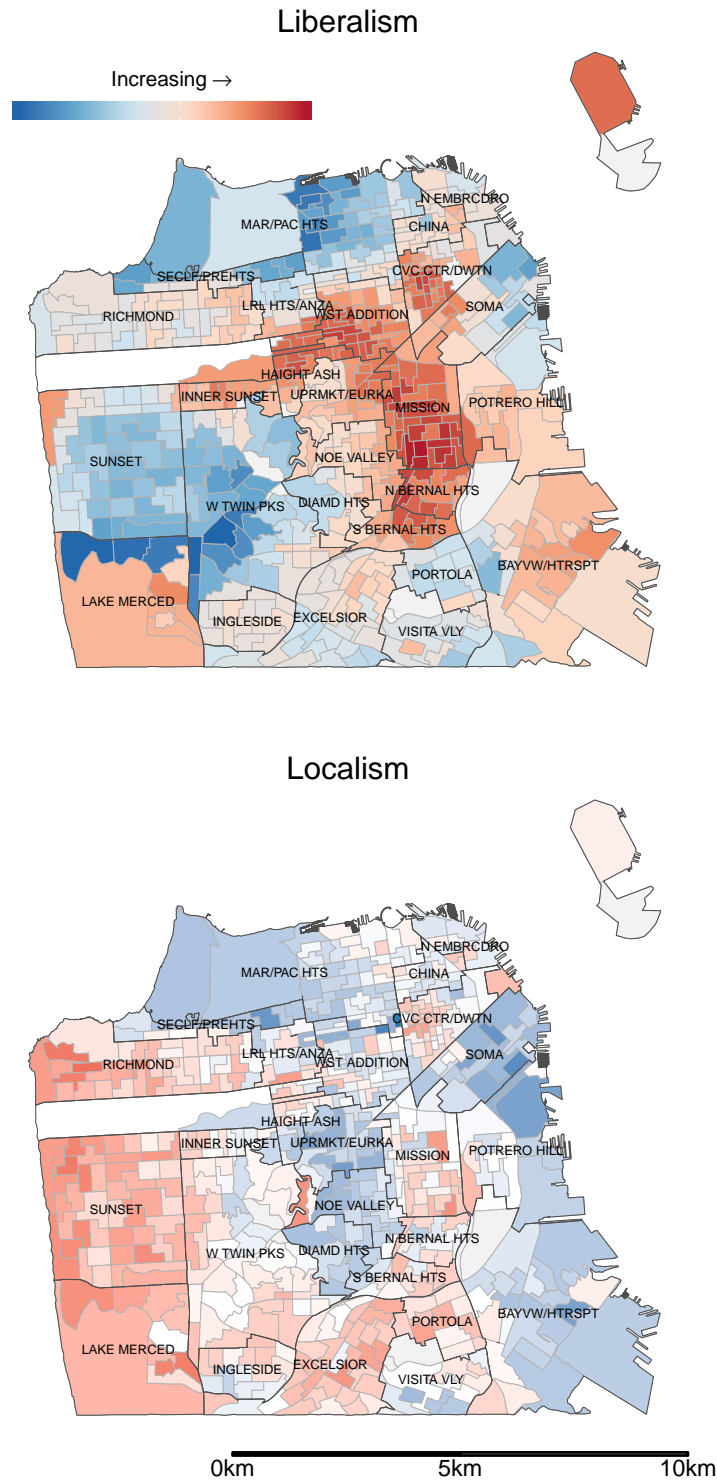 Liberalism
Increasing →
N EMBRCDRO
MAR/PAC HTS
CHINA
CVC CTR/DWTN
SECLF/PREHTS
LRL HTS/ANZA
SOMA
RICHMOND
WST ADDITION
HAIGHT ASH
INNER SUNSET
UPRMKT/EURKA
MISSION
POTRERO HILL
SUNSET
NOE VALLEY
N BERNAL HTS
W TWIN PKS
DIAMD HTS
S BERNAL HTS
BAYVW/HTRSPT
PORTOLA
LAKE MERCED
INGLESIDE
EXCELSIOR
VISITA VLY
Localism
N EMBRCDRO
MAR/PAC HTS
CHINA
CVC CTR/DWTN
SECLF/PREHTS
LRL HTS/ANZA
SOMA
RICHMOND
WST ADDITION
HAIGHT ASH
INNER SUNSET
UPRMKT/EURKA
MISSION
POTRERO HILL
SUNSET
NOE VALLEY
N BERNAL HTS
W TWIN PKS
DIAMD HTS
S BERNAL HTS
BAYVW/HTRSPT
PORTOLA
LAKE MERCED
INGLESIDE
EXCELSIOR
VISITA VLY
0km 5km 10km